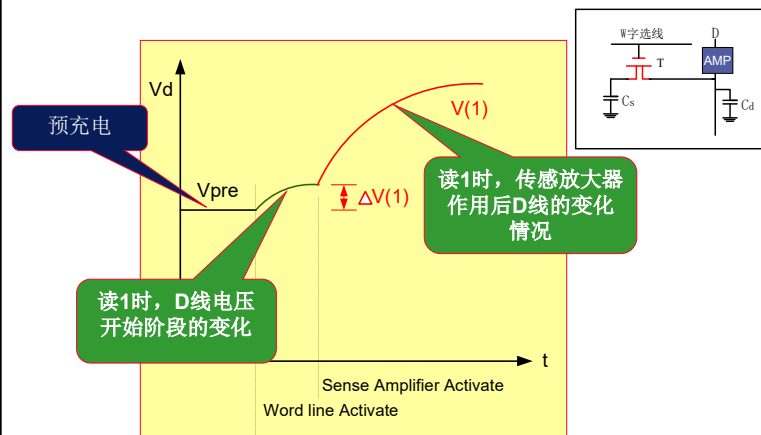 W字选线
D
T
AMP
Cs
Cd
Vd
预充电
V(1)
Vpre
△V(1)
读1时，传感放大器
作用后D线的变化
情况
读1时，D线电压
开始阶段的变化
t
Sense Amplifier Activate
Word line Activate